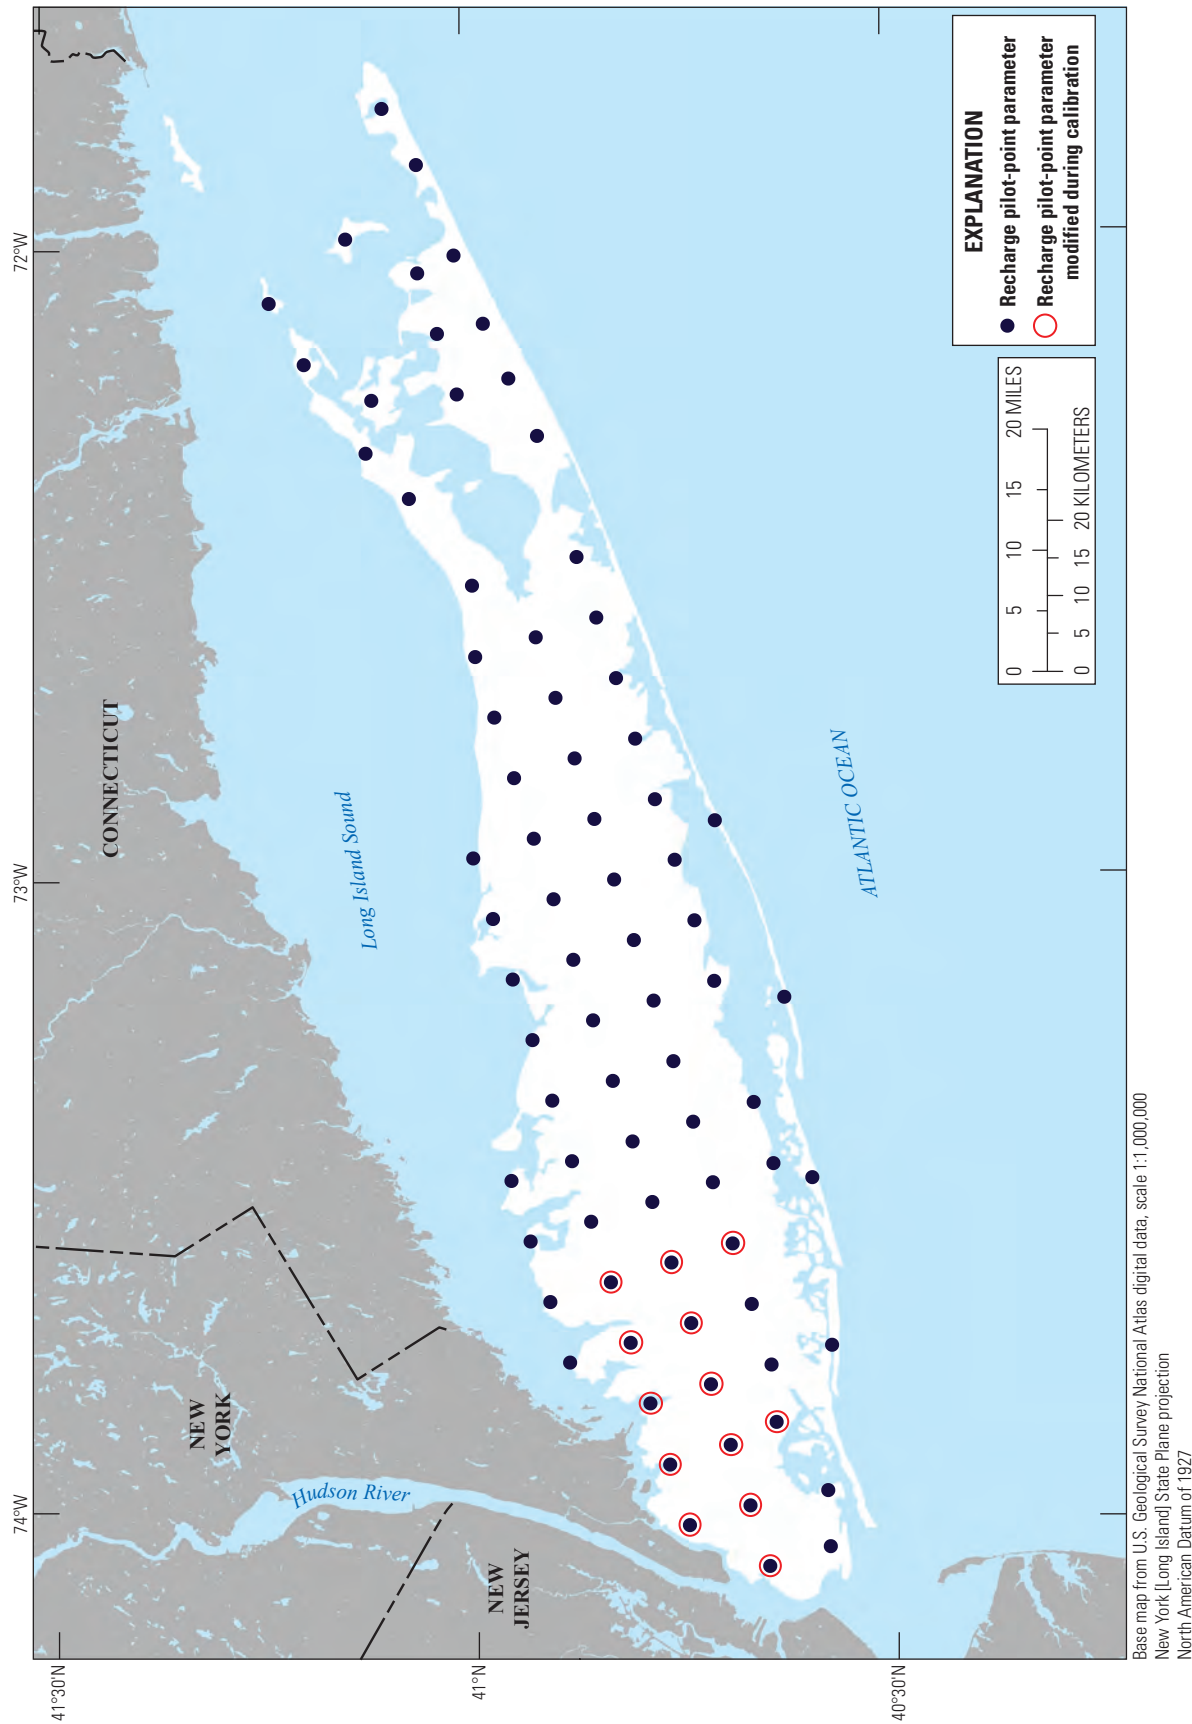 41°30'N
41°N
40°30'N
74°W
73°W
72°W
NEW
YORK
CONNECTICUT
Hudson River
Long Island Sound
NEW
JERSEY
ATLANTIC OCEAN
0 5 10 15 20 MILES
0 5 10 15 20 KILOMETERS
EXPLANATION
Recharge pilot-point parameter
Recharge pilot-point parameter
modified during calibration
Base map from U.S. Geological Survey National Atlas digital data, scale 1:1,000,000
New York [Long Island] State Plane projection
North American Datum of 1927